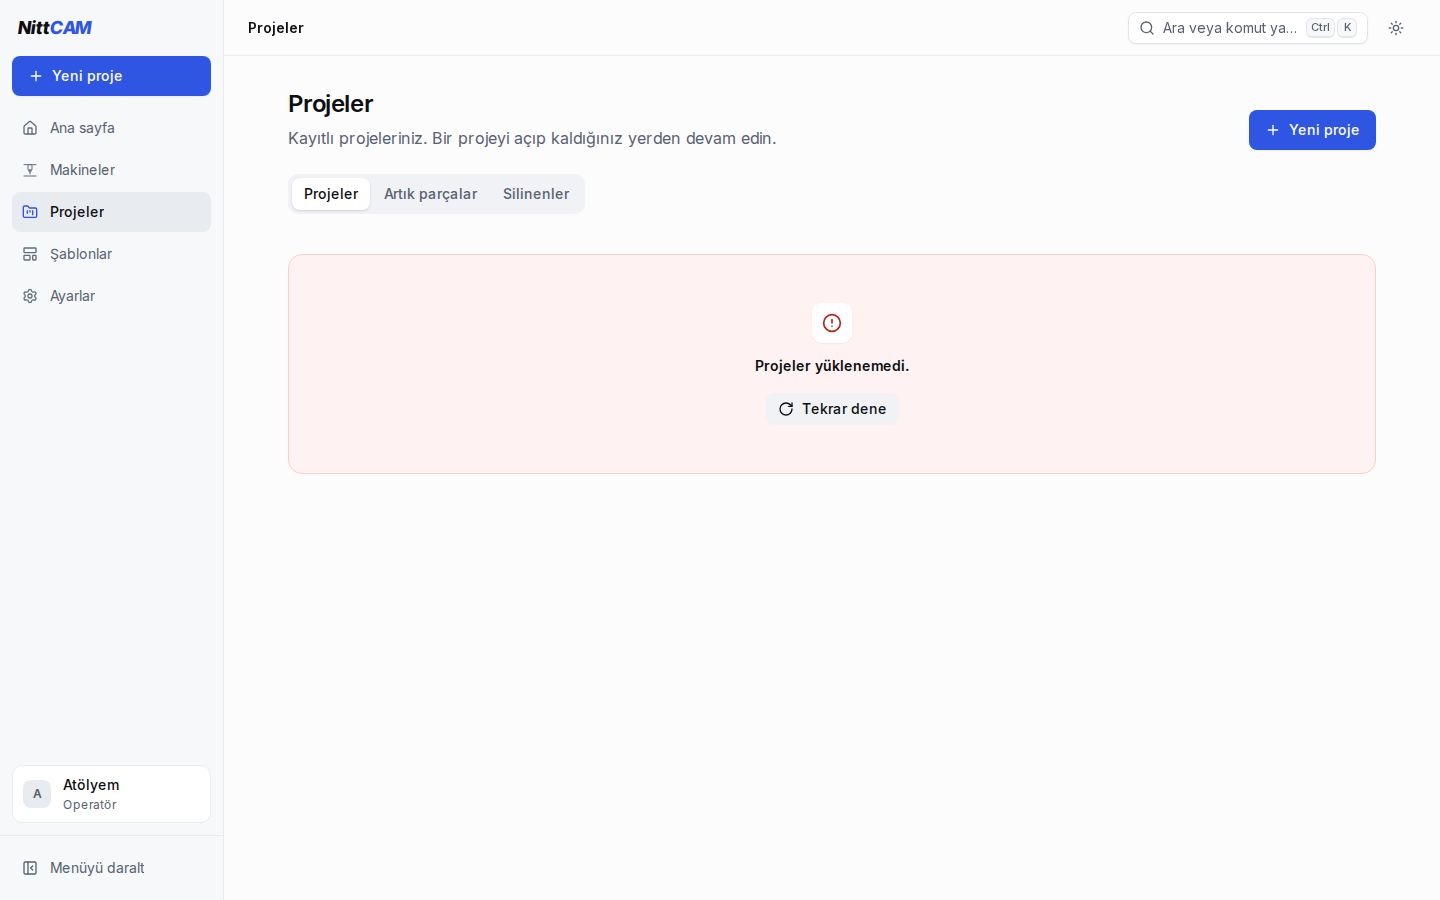 NittCAM
Yeni proje
Ana sayfa
Makineler
Projeler
Şablonlar
Ayarlar
Atölyem
A
Operatör
Menüyü daralt
Projeler
Ara veya komut ya...
Ctrl K
Projeler
Kayıtlı projeleriniz. Bir projeyi açıp kaldığınız yerden devam edin.
Yeni proje
Projeler Artık parçalar Silinenler
Projeler yüklenemedi.
Tekrar dene